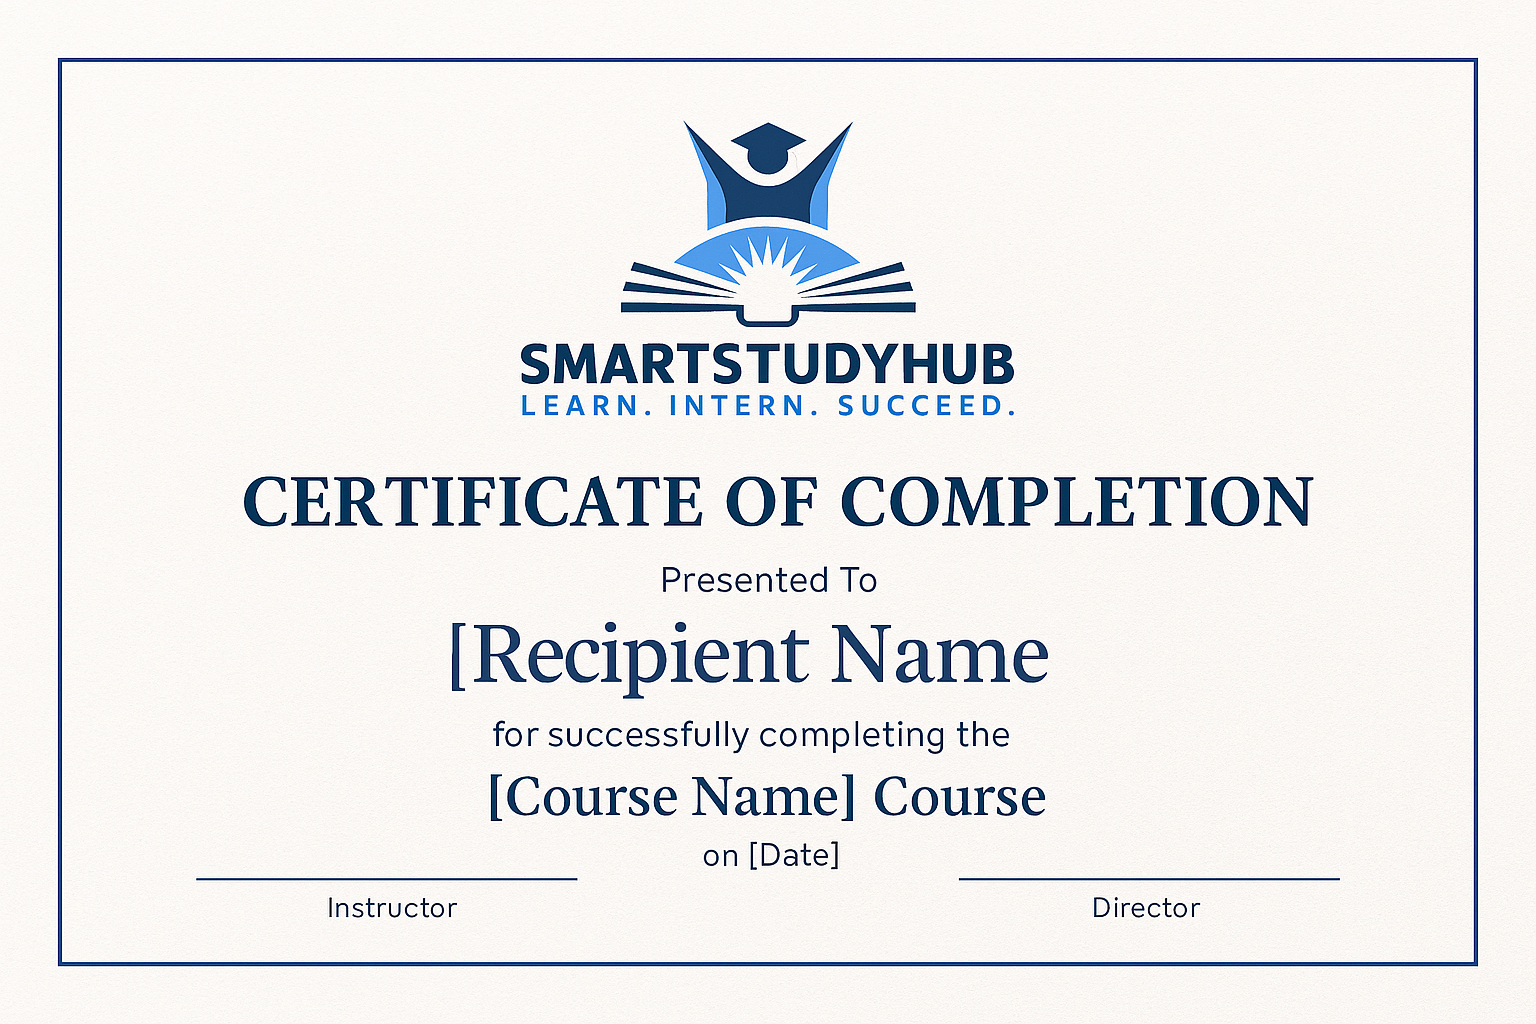 SMARTSTUDYHUB
LEARN. INTERN. SUCCEED.
CERTIFICATE OF COMPLETION
Presented To
[Recipient Name
for successfully completing the
[Course Name] Course
on [Date]
Instructor
Director